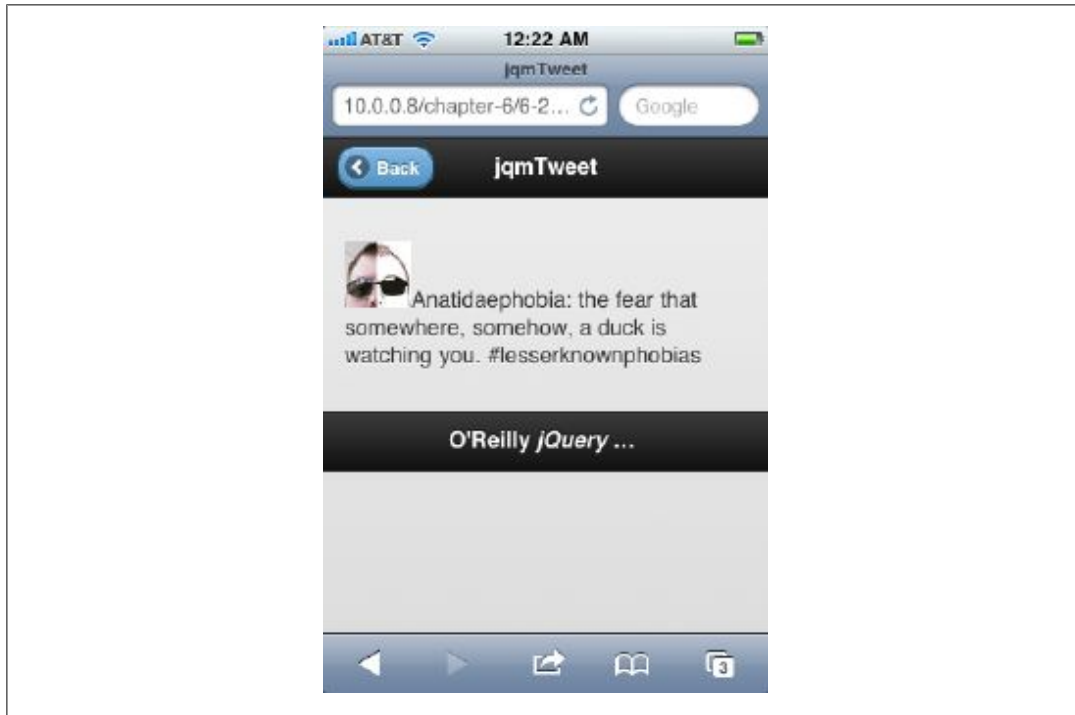 AT&T 12:22 AM
jqmTweet
10.0.0.8/chapter-6/6-2... Google
Back jqmTweet
Anatidaephobia: the fear that
somewhere, somehow, a duck is
watching you. #lesserknownphobias
O'Reilly jQuery ...
3